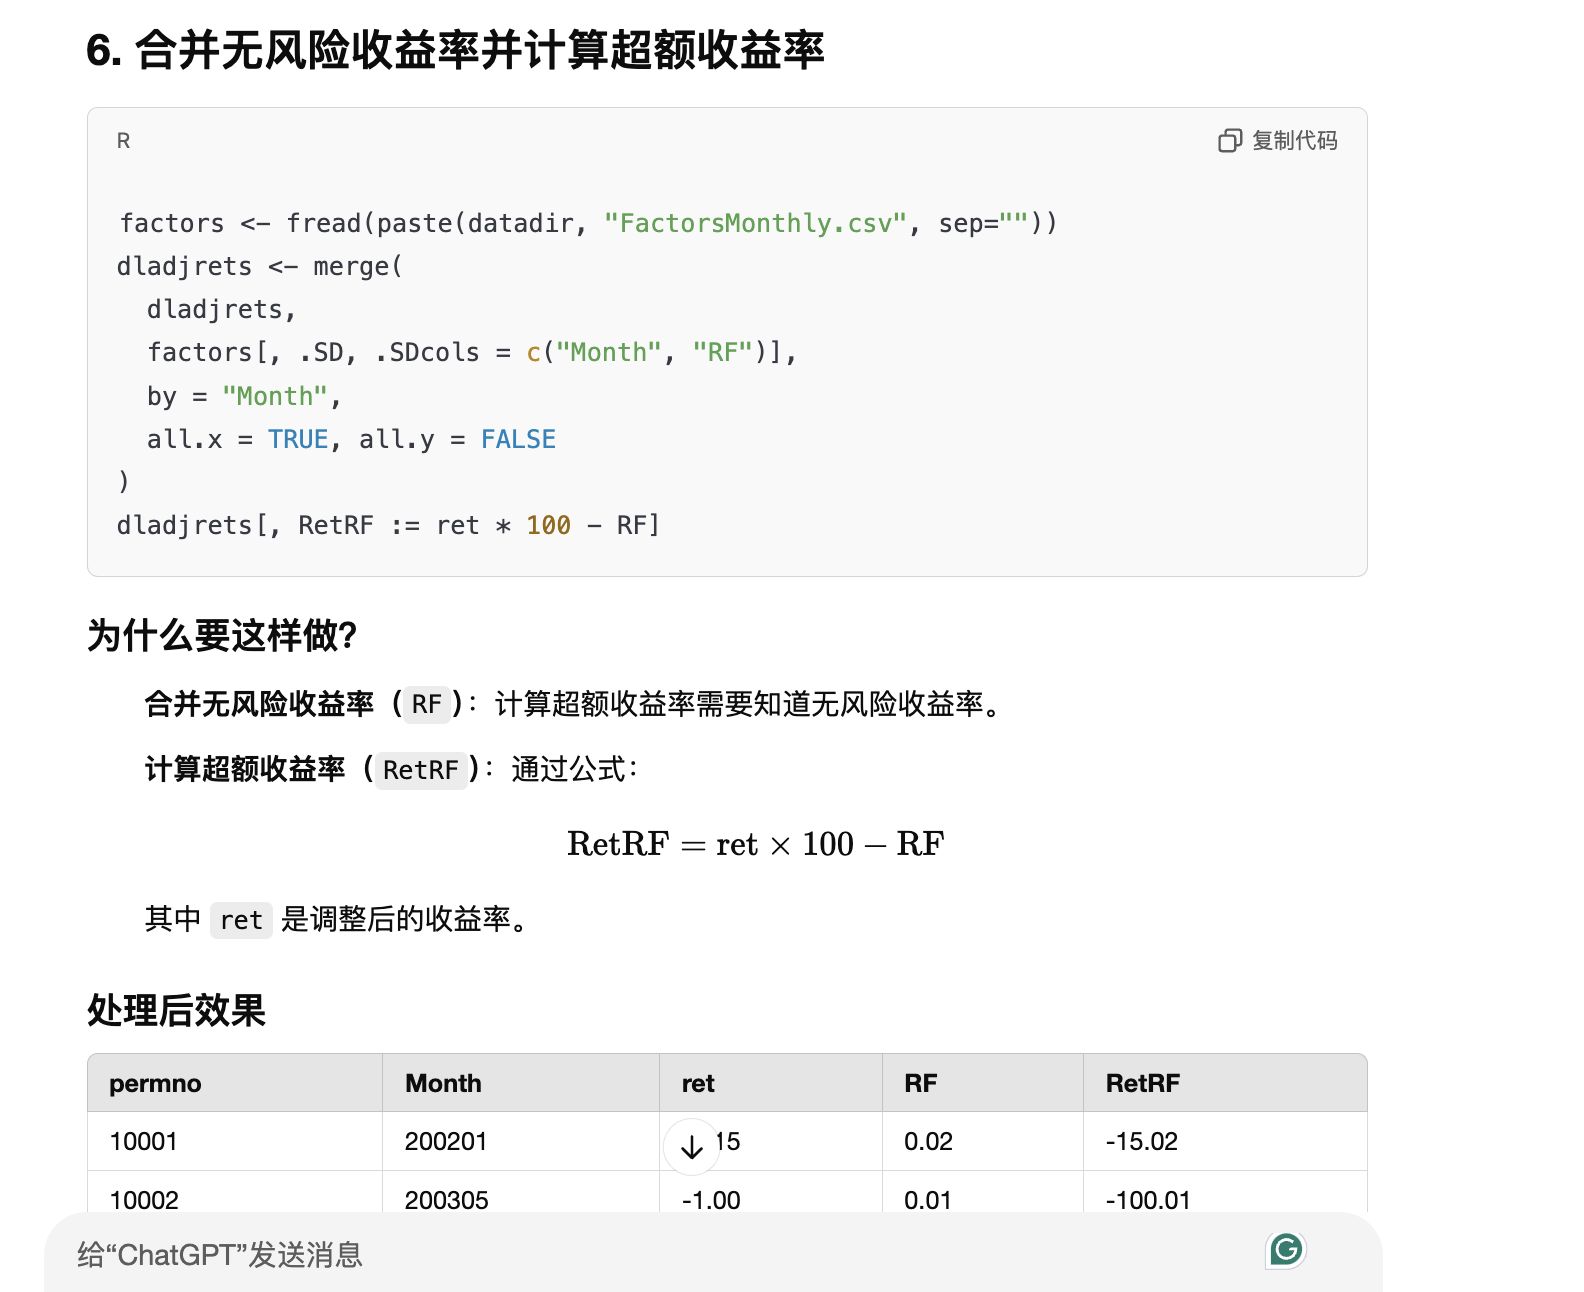 6. 合并无风险收益率并计算超额收益率
R
复制代码
factors <- fread(paste(datadir, "FactorsMonthly.csv", sep=""))
dladjrets <- merge(
  dladjrets,
  factors[, .SD, .SDcols = c("Month", "RF")],
  by = "Month",
  all.x = TRUE, all.y = FALSE
)
dladjrets[, RetRF := ret * 100 - RF]
为什么要这样做？
合并无风险收益率（RF）：计算超额收益率需要知道无风险收益率。
计算超额收益率（RetRF）：通过公式：
RetRF = ret × 100 − RF
其中 ret 是调整后的收益率。
处理后效果
permno Month ret RF RetRF
10001 200201 15 0.02 -15.02
10002 200305 -1.00 0.01 -100.01
给“ChatGPT”发送消息